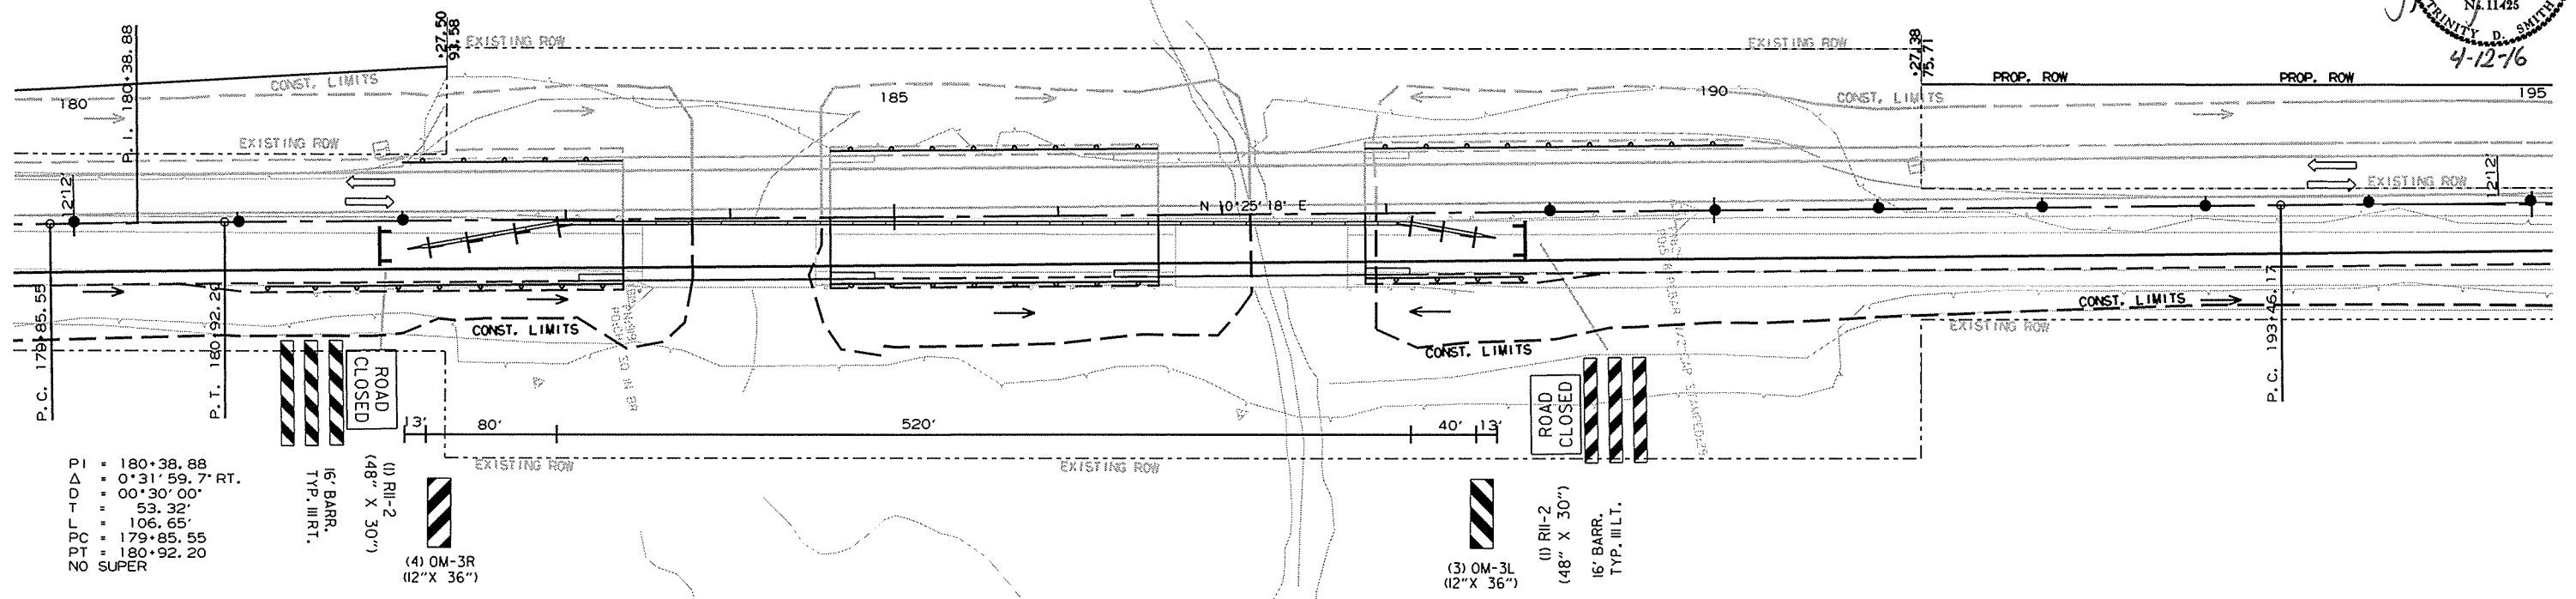 No. 11425
TRINITY D. SMITH
4-12-16
P. I. 180+38.88
+27.50
93.58
EXISTING ROW
EXISTING ROW
+27.38
75.71
PROP. ROW
PROP. ROW
CONST. LIMITS
CONST. LIMITS
180
185
190
195
EXISTING ROW
EXISTING ROW
12'12'
12'12'
N 10°25'18" E
P.C. 179+85.55
P.T. 180+92.20
P.C. 193+46.17
CONST. LIMITS
CONST. LIMITS
CONST. LIMITS
EXISTING ROW
ROAD
CLOSED
ROAD
CLOSED
13'
80'
520'
40'
13'
EXISTING ROW
EXISTING ROW
PI = 180+38.88
Δ = 0°31'59.7" RT.
D = 00°30'00"
T = 53.32'
L = 106.65'
PC = 179+85.55
PT = 180+92.20
NO SUPER
16' BARR.
TYP. III RT.
(1) R11-2
(48" X 30")
(4) OM-3R
(12"X 36")
(3) OM-3L
(12"X 36")
(1) R11-2
(48" X 30")
16' BARR.
TYP. III LT.